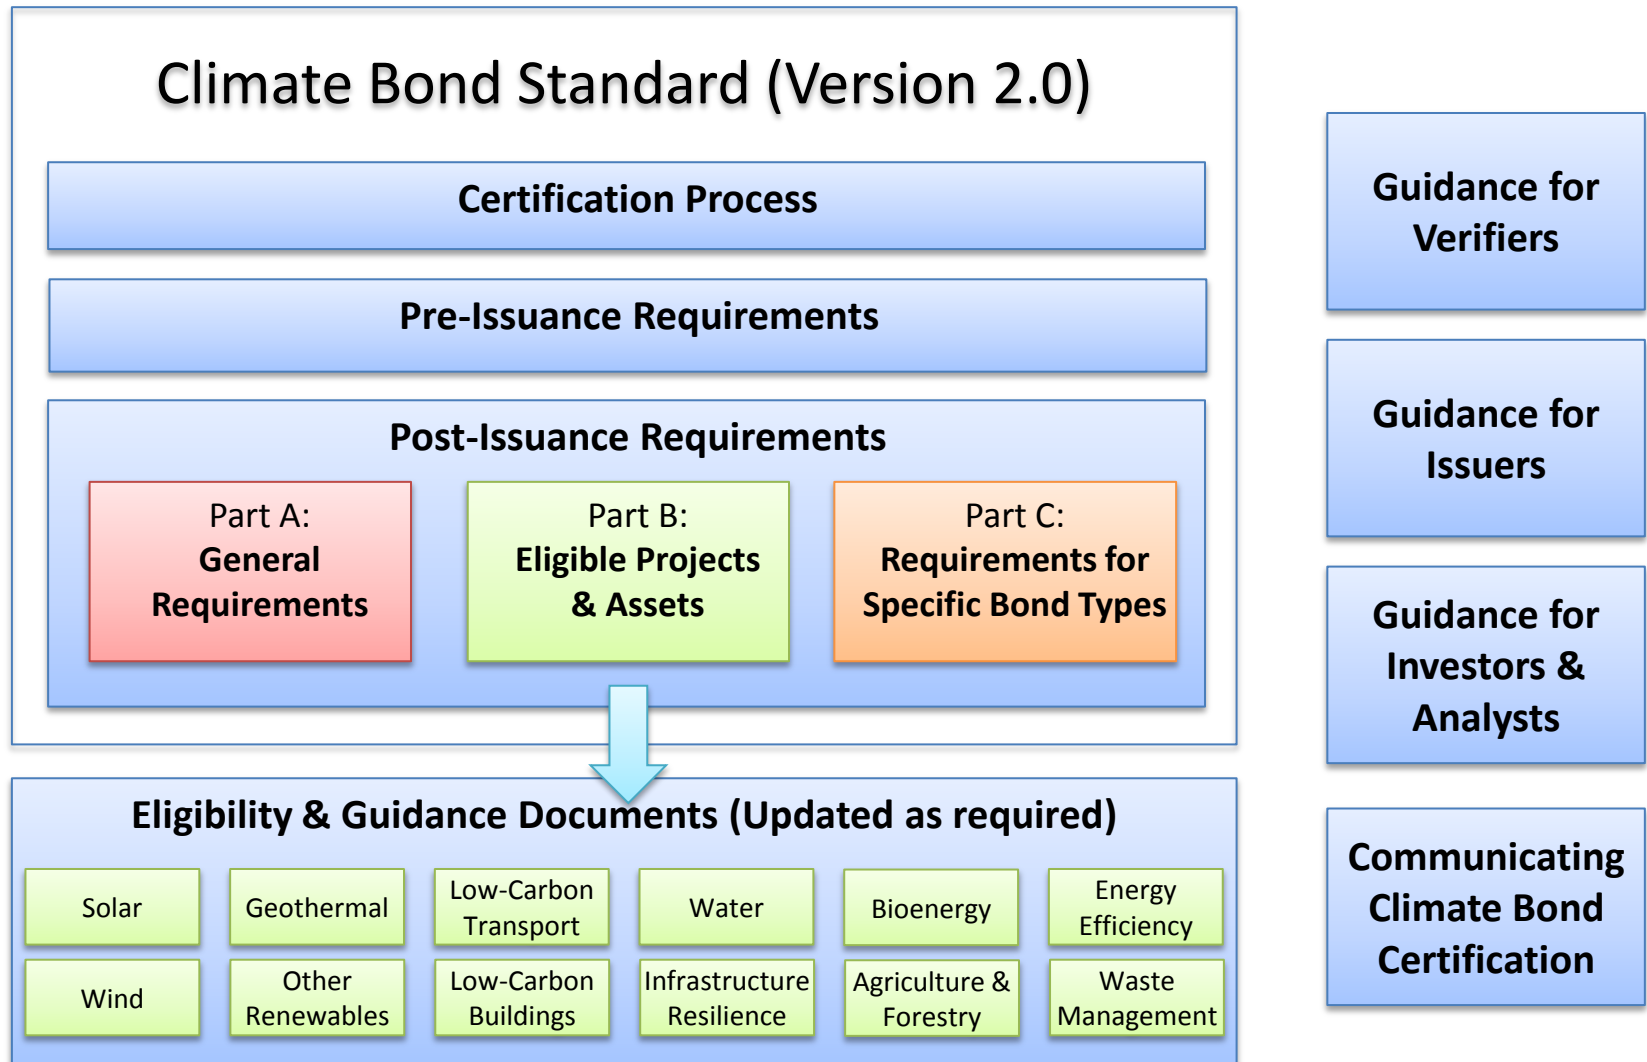 Climate Bond Standard (Version 2.0)
Certification Process
Pre-Issuance Requirements
Post-Issuance Requirements
Part A:
General
Requirements
Part B:
Eligible Projects
& Assets
Part C:
Requirements for
Specific Bond Types
Eligibility & Guidance Documents (Updated as required)
Solar
Geothermal
Low-Carbon
Transport
Water
Bioenergy
Energy
Efficiency
Wind
Other
Renewables
Low-Carbon
Buildings
Infrastructure
Resilience
Agriculture &
Forestry
Waste
Management
Guidance for
Verifiers
Guidance for
Issuers
Guidance for
Investors &
Analysts
Communicating
Climate Bond
Certification